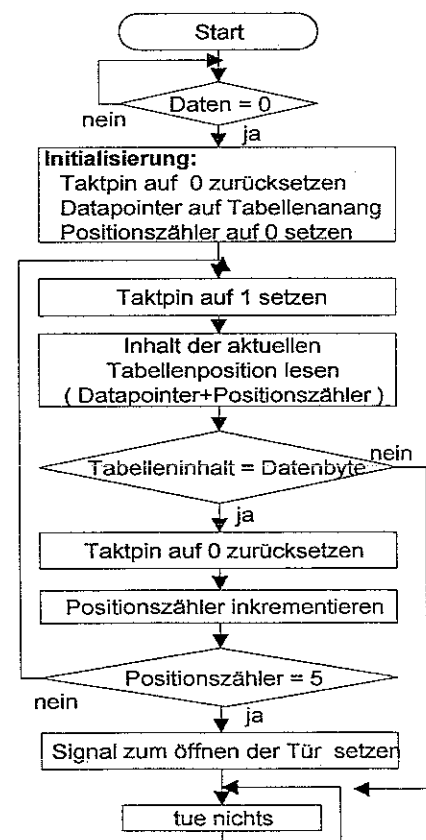 Start
Daten = 0
nein
ja
Initialisierung:
Taktpin auf 0 zurücksetzen
Datapointer auf Tabellenanang
Positionszähler auf 0 setzen
Taktpin auf 1 setzen
Inhalt der aktuellen
Tabellenposition lesen
( Datapointer+Positionszähler )
nein
Tabelleninhalt = Datenbyte
ja
Taktpin auf 0 zurücksetzen
Positionszähler inkrementieren
Positionszähler = 5
nein
ja
Signal zum öffnen der Tür setzen
tue nichts